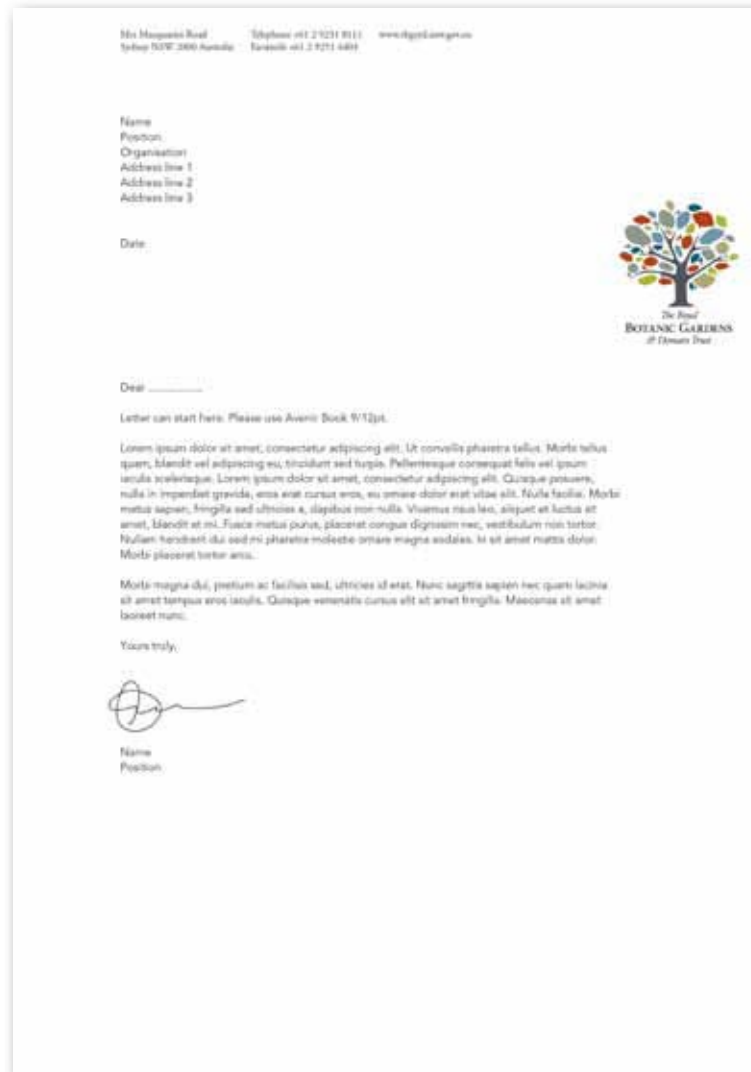 Mrs Macquaries Road Telephone +61 2 9231 8111
Sydney NSW 2000 Australia Facsimile +61 2 9251 4403
Name
Position
Organisation
Address line 1
Address line 2
Address line 3
Date
The Royal
BOTANIC GARDENS
& Domain Trust
Dear
Letter can start here. Please use Avenir Book 9/12pt.
Lorem ipsum dolor sit amet, consectetur adipiscing elit. Ut convallis pharetra tellus. Morbi tellus
quam, blandit vel adipiscing eu, tincidunt sed turpis. Pellentesque consequat felis vel ipsum
iaculis scelerisque. Lorem ipsum dolor sit amet, consectetur adipiscing elit. Quisque posuere,
nulla in imperdiet gravida, eros erat cursus eros, eu ornare dolor erat vitae elit. Nulla facilisi. Morbi
metus sapien, fringilla sed ultricies a, dapibus non nulla. Vivamus risus leo, aliquet et luctus sit
amet, blandit et mi. Fusce metus purus, placerat congue dignissim nec, vestibulum non tortor.
Nullam hendrerit dui sed mi pharetra molestie ornare magna sodales. In sit amet mattis dolor.
Morbi placerat tortor arcu.
Morbi magna dui, pretium ac facilisis sed, ultricies id erat. Nunc sagittis sapien nec quam lacinia
sit amet tempus eros iaculis. Quisque venenatis cursus elit sit amet fringilla. Maecenas sit amet
laoreet nunc.
Yours truly,
Name
Position